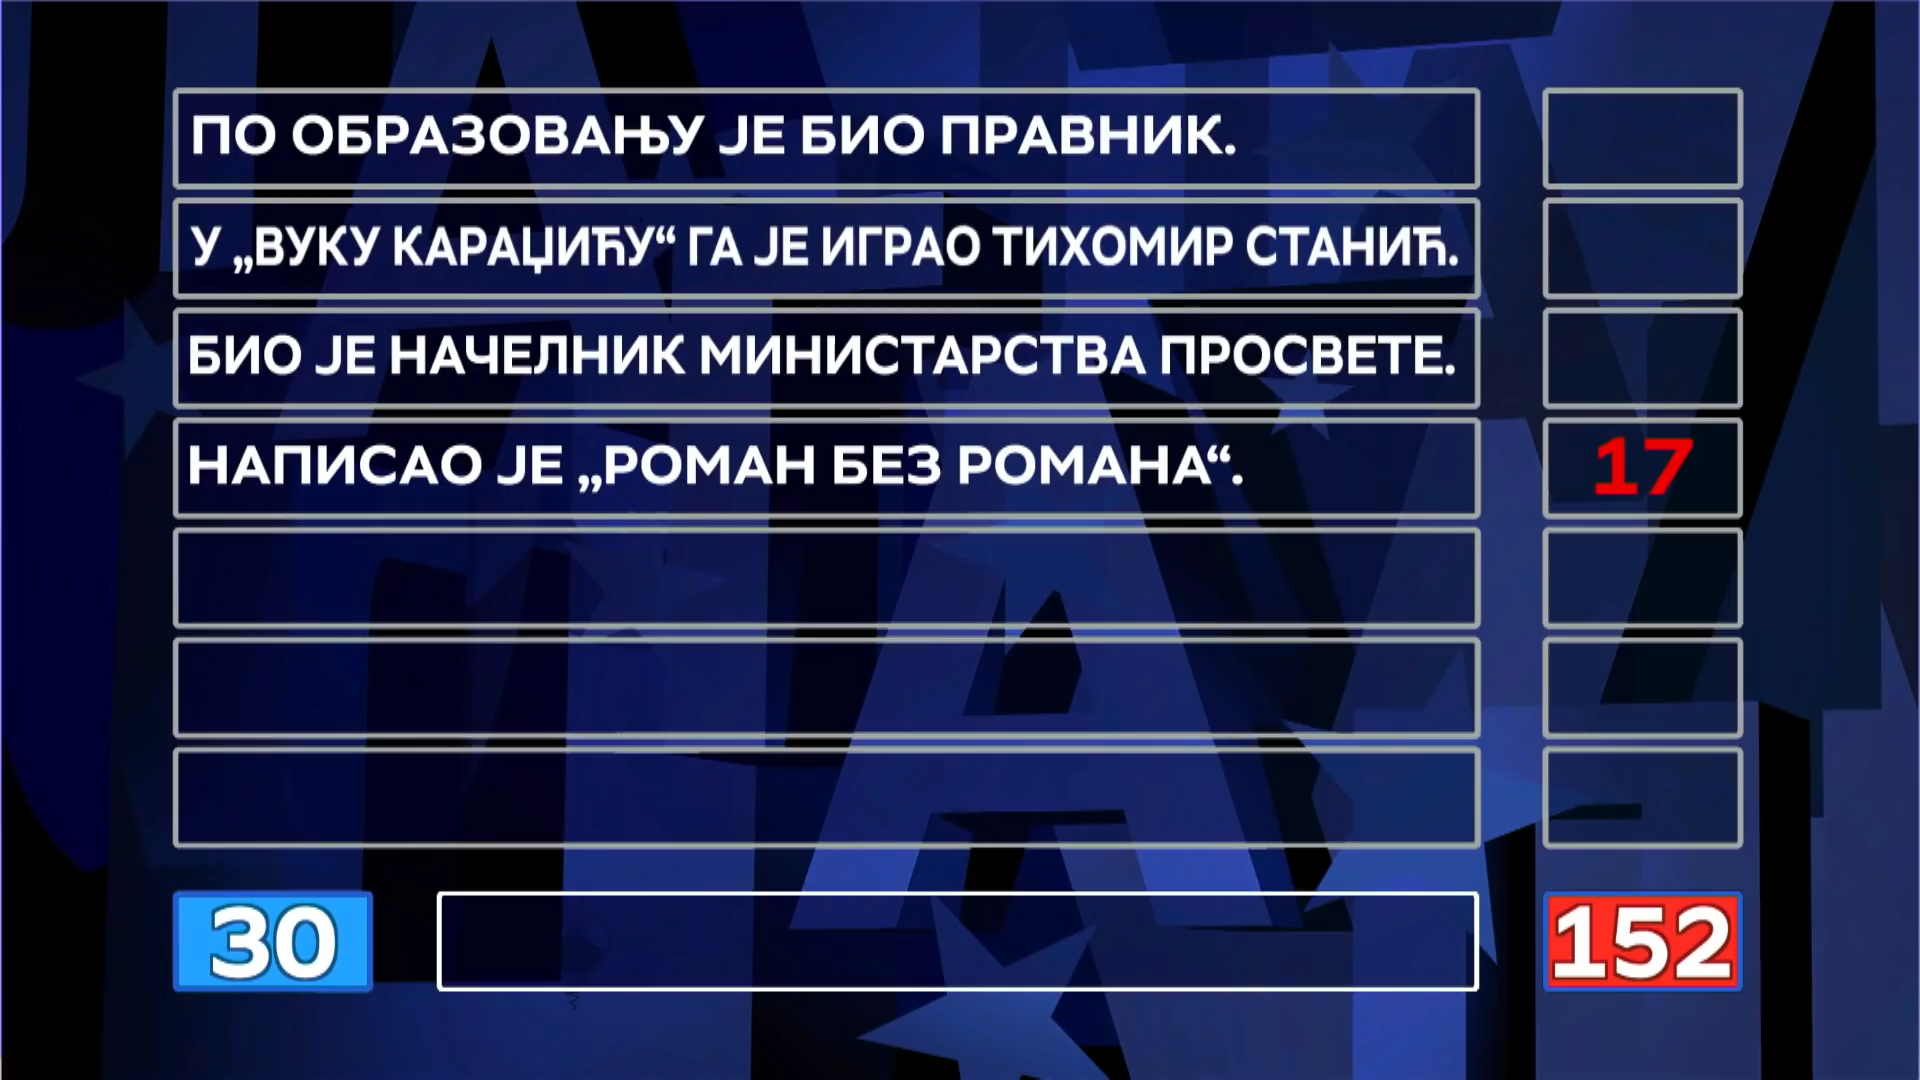 ПО ОБРАЗОВАЊУ ЈЕ БИО ПРАВНИК.
У „ВУКУ КАРАЏИЋУ“ ГА ЈЕ ИГРАО ТИХОМИР СТАНИЋ.
БИО ЈЕ НАЧЕЛНИК МИНИСТАРСТВА ПРОСВЕТЕ.
НАПИСАО ЈЕ „РОМАН БЕЗ РОМАНА“.
17
30
152